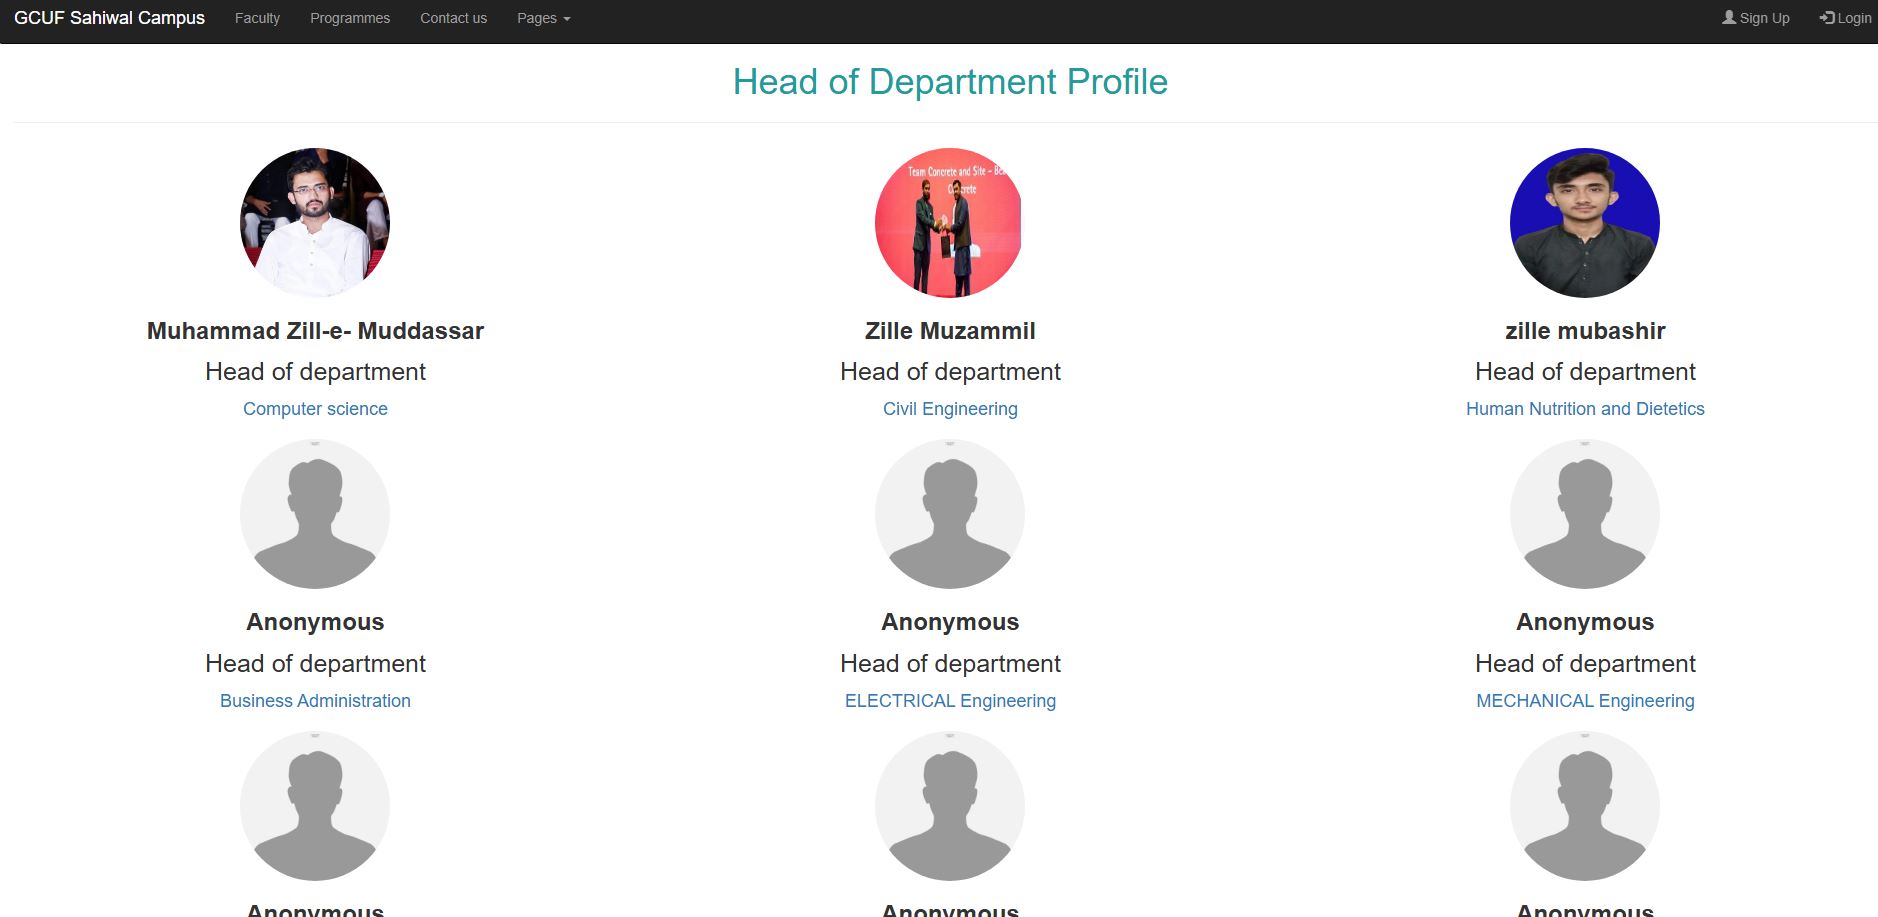 GCUF Sahiwal Campus Faculty Programmes Contact us Pages Sign Up Login
Head of Department Profile
Team Concrete and Site -
Muhammad Zill-e- Muddassar
Head of department
Computer science
Zille Muzammil
Head of department
Civil Engineering
zille mubashir
Head of department
Human Nutrition and Dietetics
Anonymous
Head of department
Business Administration
Anonymous
Head of department
ELECTRICAL Engineering
Anonymous
Head of department
MECHANICAL Engineering
Anonymous
Anonymous
Anonymous